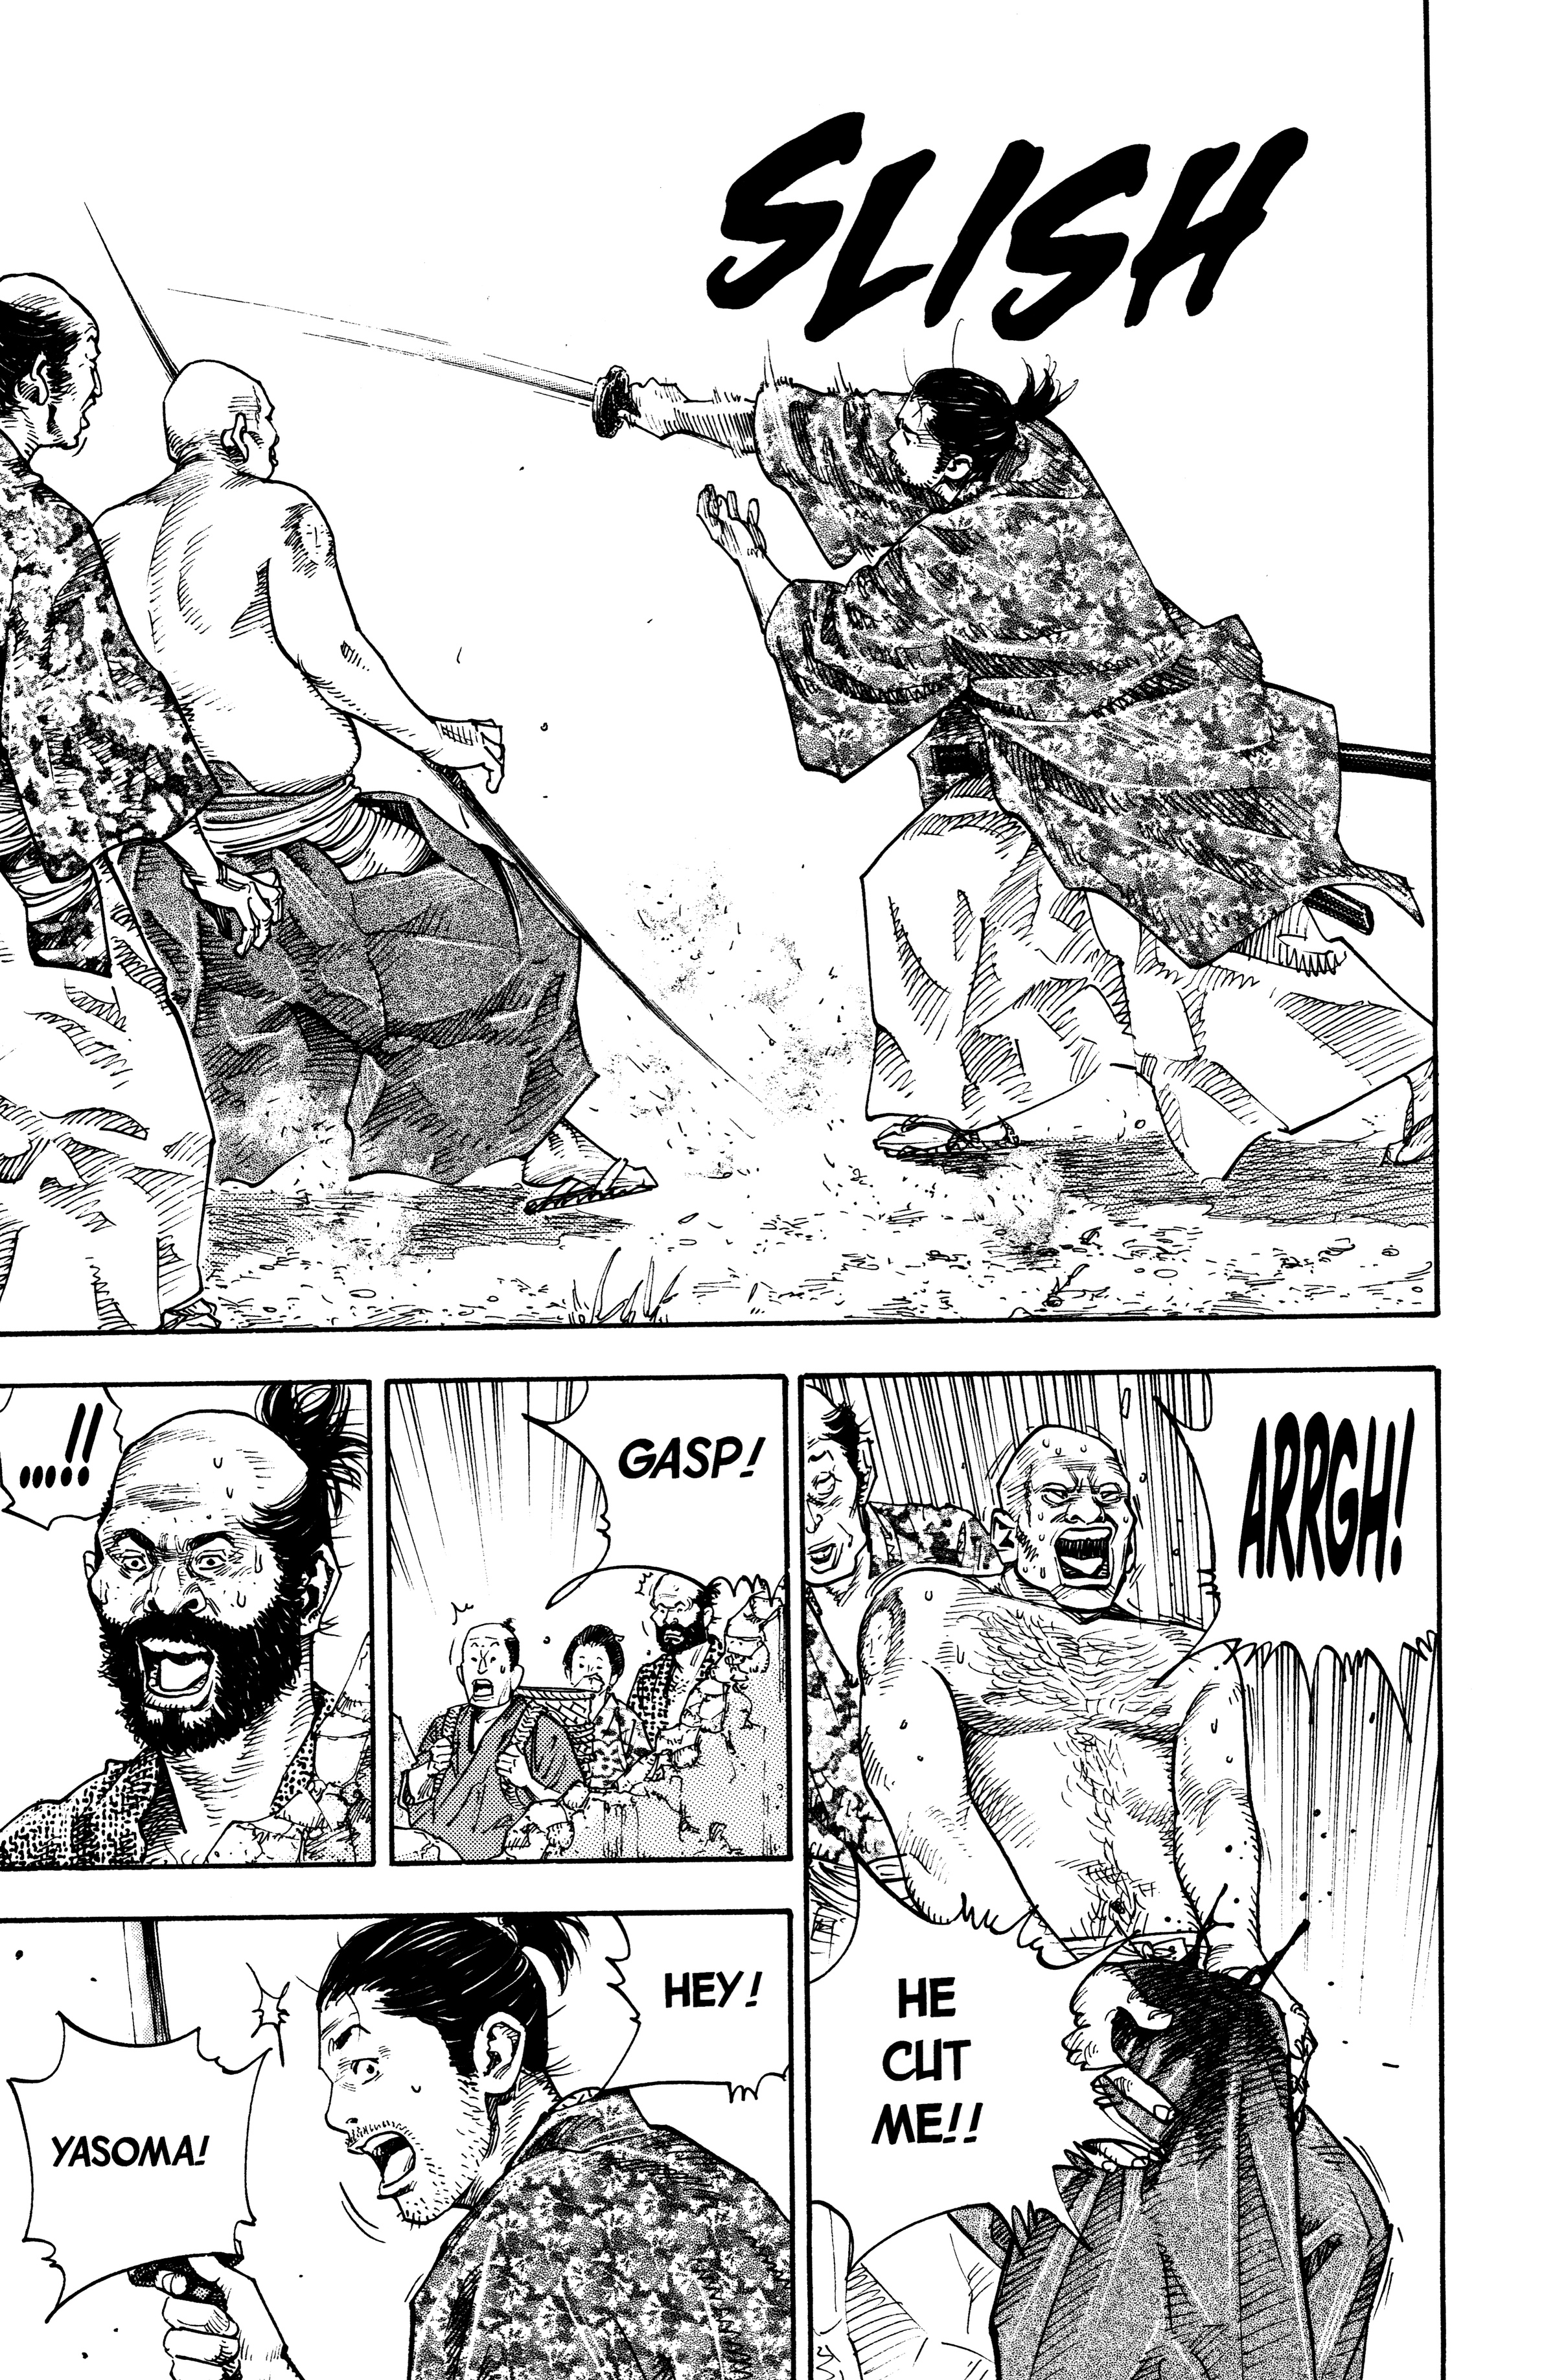 SLISH
ARRGH!
HE
CUT
ME!!
GASP!
.....!!
HEY!
YASOMA!